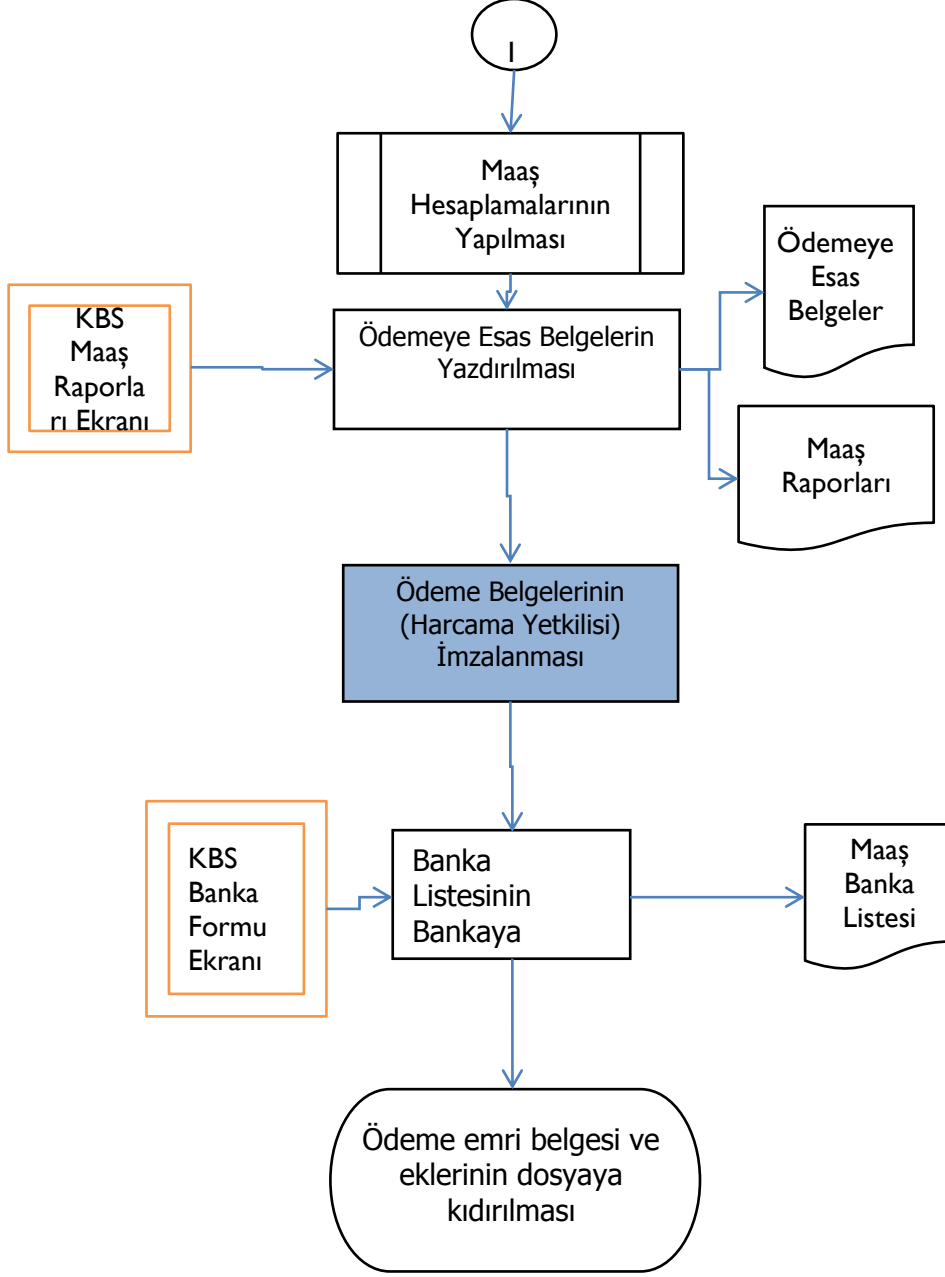 1
Maaş
Hesaplamalarının
Yapılması
Ödemeye
Esas
Belgeler
KBS
Maaş
Raporla
rı Ekranı
Ödemeye Esas Belgelerin
Yazdırılması
Maaş
Raporları
Ödeme Belgelerinin
(Harcama Yetkilisi)
İmzalanması
KBS
Banka
Formu
Ekranı
Banka
Listesinin
Bankaya
Maaş
Banka
Listesi
Ödeme emri belgesi ve
eklerinin dosyaya
kıdırılması